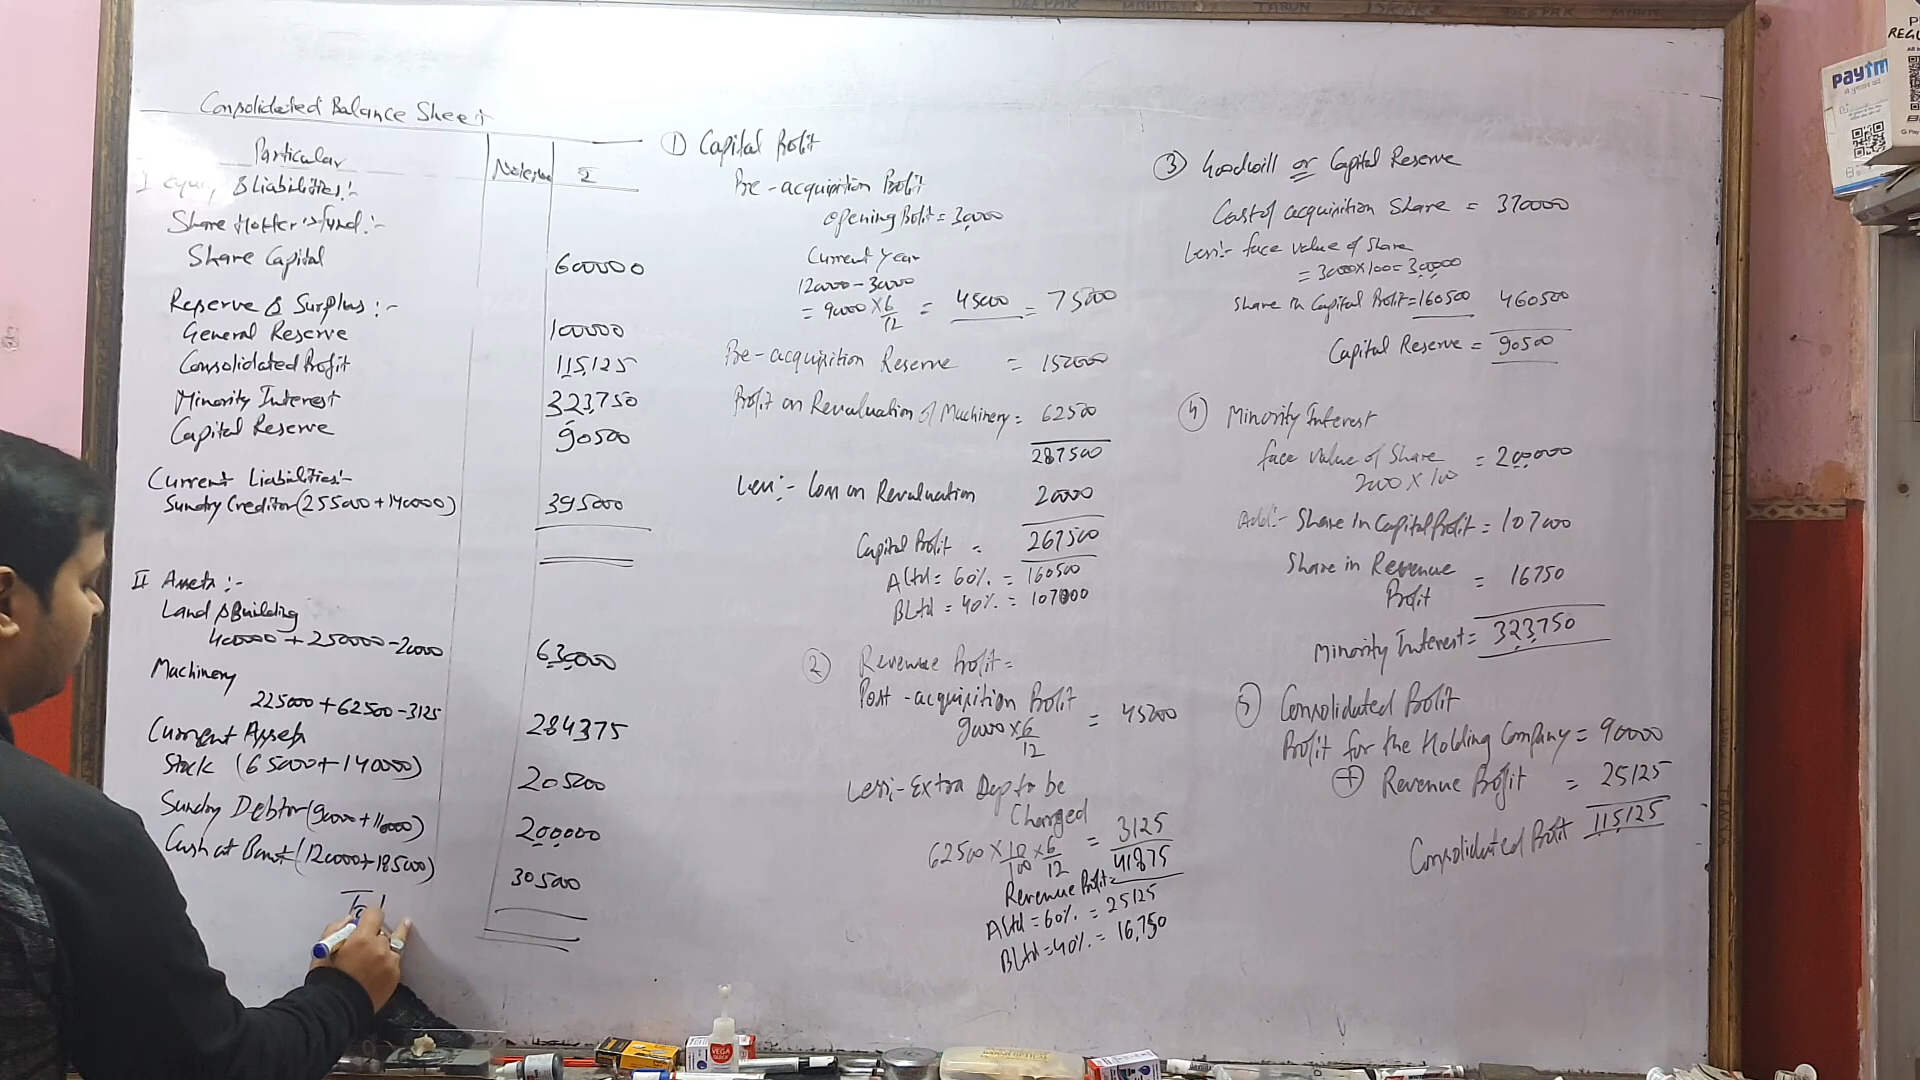 Consolidated Balance Sheet
Particular
Note no
₹
I Equity & Liabilities:-
Share Holder's fund:-
Share Capital
600000
Reserve & Surplus:-
General Reserve
100000
Consolidated Profit
115125
Minority Interest
323750
Capital Reserve
90500
Current Liabilities:-
Sundry Creditor (255000+140000)
395000
II Assets:-
Land & Building
400000 + 250000 - 20000
630000
Machinery
225000 + 62500 - 3125
284375
Current Assets
Stock (65000+140000)
205000
Sundry Debtor (90000+110000)
200000
Cash at Bank (120000+185000)
305000
① Capital Profit
Pre-acquisition Profit
Opening Profit = 30000
Current Year
120000 - 30000
= 90000 × 6/12 = 45000 = 75000
Pre-acquisition Reserve = 150000
Profit on Revaluation of Machinery = 62500
287500
Less:- Loss on Revaluation 20000
Capital Profit = 267500
A Ltd = 60% = 160500
B Ltd = 40% = 107000
② Revenue Profit =
Post-acquisition Profit
90000 × 6/12 = 45000
Less:- Extra Dep to be
Charged
62500 × 10/100 × 6/12 = 3125
Revenue Profit = 41875
A Ltd = 60% = 25125
B Ltd = 40% = 16,750
③ Goodwill or Capital Reserve
Cost of acquisition Share = 370000
Less:- face value of Share
= 3000×100 = 300000
Share in Capital Profit = 160500 460500
Capital Reserve = 90500
④ Minority Interest
face value of Share = 200000
2000 × 100
Add:- Share in Capital Profit = 107000
Share in Revenue
Profit = 16750
Minority Interest = 323750
⑤ Consolidated Profit
Profit for the Holding Company = 90000
⊕ Revenue Profit = 25125
Consolidated Profit 115125
paytm
VEGA